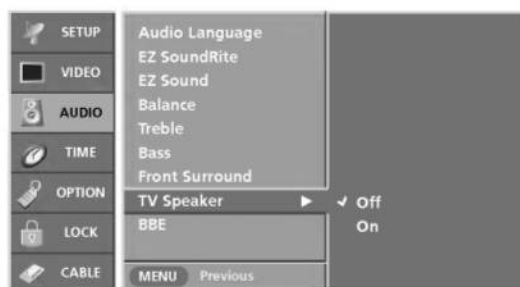 SETUP
VIDEO
AUDIO
TIME
OPTION
LOCK
CABLE
Audio Language
EZ SoundRite
EZ Sound
Balance
Treble
Bass
Front Surround
TV Speaker
BBE
MENU Previous
Off
On